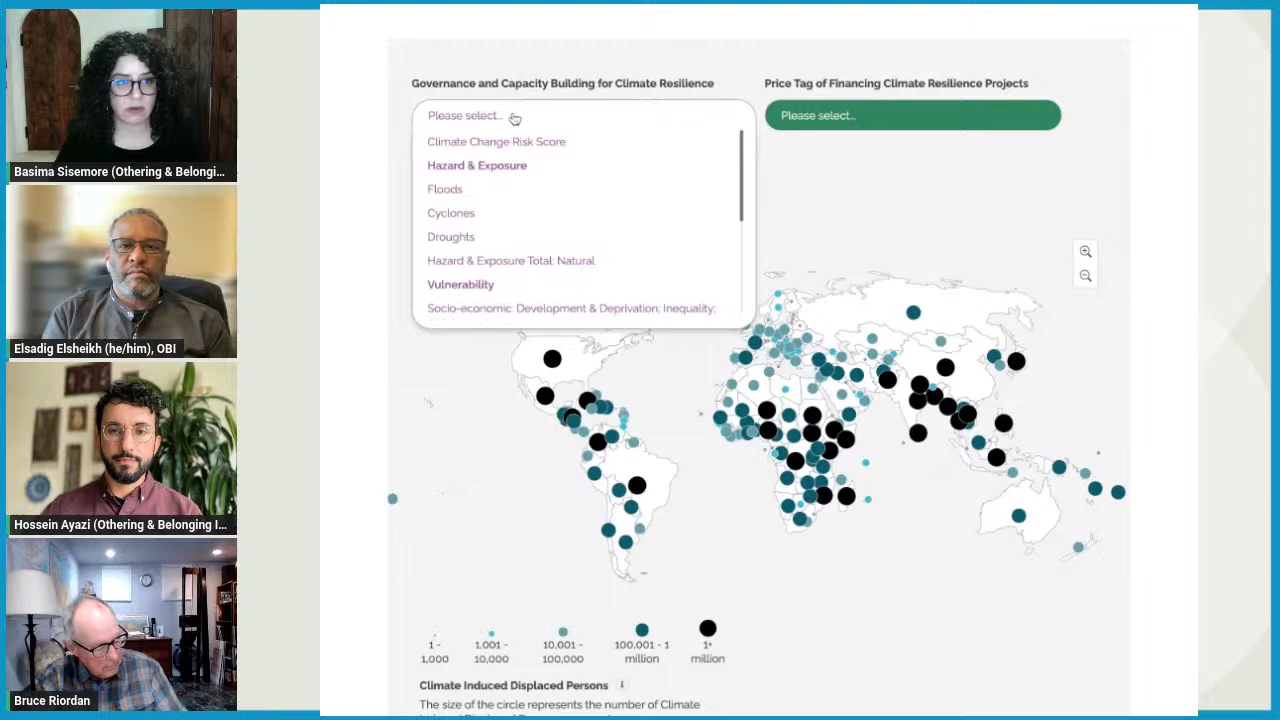 Basima Sisemore (Othering & Belongi...
Elsadig Elsheikh (he/him), OBI
Hossein Ayazi (Othering & Belonging I...
Bruce Riordan
Governance and Capacity Building for Climate Resilience
Please select...
Climate Change Risk Score
Hazard & Exposure
Floods
Cyclones
Droughts
Hazard & Exposure Total: Natural
Vulnerability
Socio-economic: Development & Deprivation; Inequality;
Price Tag of Financing Climate Resilience Projects
Please select...
1 - 1,000
1,001 - 10,000
10,001 - 100,000
100,001 - 1 million
1+ million
Climate Induced Displaced Persons i
The size of the circle represents the number of Climate